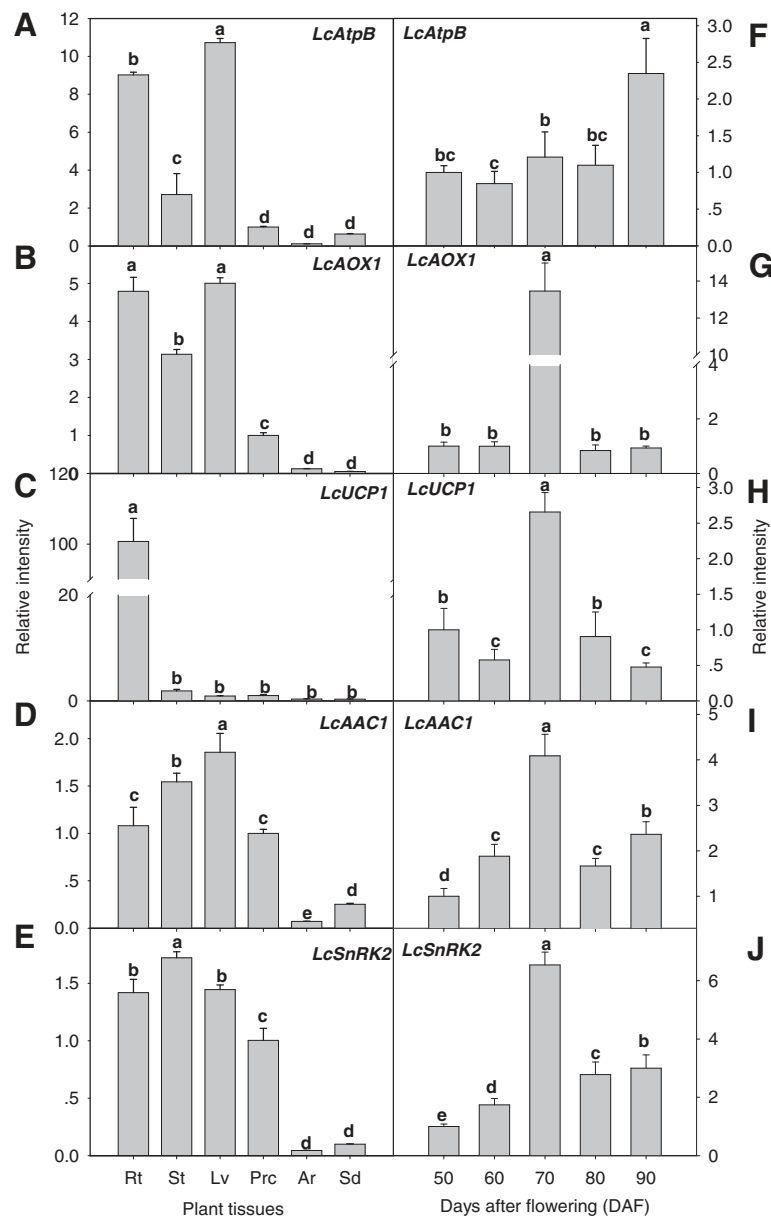 A
LcAtpB
12
10
8
6
4
2
0
b
c
a
d
d
d
LcAtpB
F
3.0
2.5
2.0
1.5
1.0
.5
0.0
bc
c
b
bc
a
B
LcAOX1
5
4
3
2
1
0
a
b
a
c
d
d
LcAOX1
G
14
12
10
4
2
0
b
b
a
b
b
C
LcUCP1
120
100
20
0
a
b
b
b
b
b
Relative intensity
LcUCP1
H
3.0
2.5
2.0
1.5
1.0
.5
0.0
b
c
a
b
c
Relative intensity
D
LcAAC1
2.0
1.5
1.0
.5
0.0
c
b
a
c
e
d
LcAAC1
I
5
4
3
2
1
d
c
a
c
b
E
LcSnRK2
1.5
1.0
.5
0.0
b
a
b
c
d
d
LcSnRK2
J
6
4
2
0
e
d
a
c
b
Rt St Lv Prc Ar Sd
Plant tissues
50 60 70 80 90
Days after flowering (DAF)